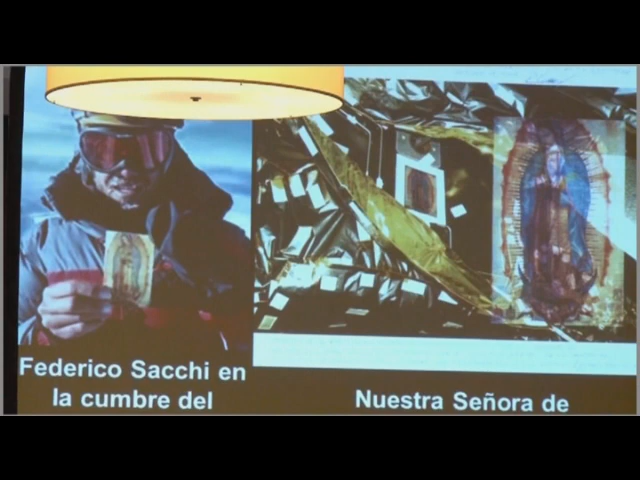 Federico Sacchi en
la cumbre del
Nuestra Señora de